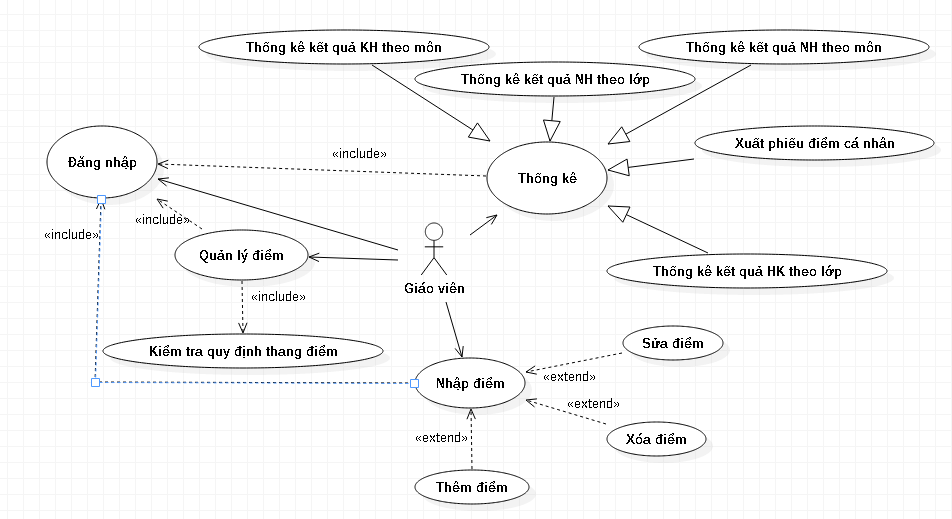 Thống kê kết quả KH theo môn
Thống kê kết quả NH theo môn
Thống kê kết quả NH theo lớp
Xuất phiếu điểm cá nhân
«include»
Đăng nhập
Thống kê
«include»
«include»
Quản lý điểm
Thống kê kết quả HK theo lớp
Giáo viên
«include»
Kiểm tra quy định thang điểm
Sửa điểm
«extend»
Nhập điểm
«extend»
«extend»
Xóa điểm
Thêm điểm